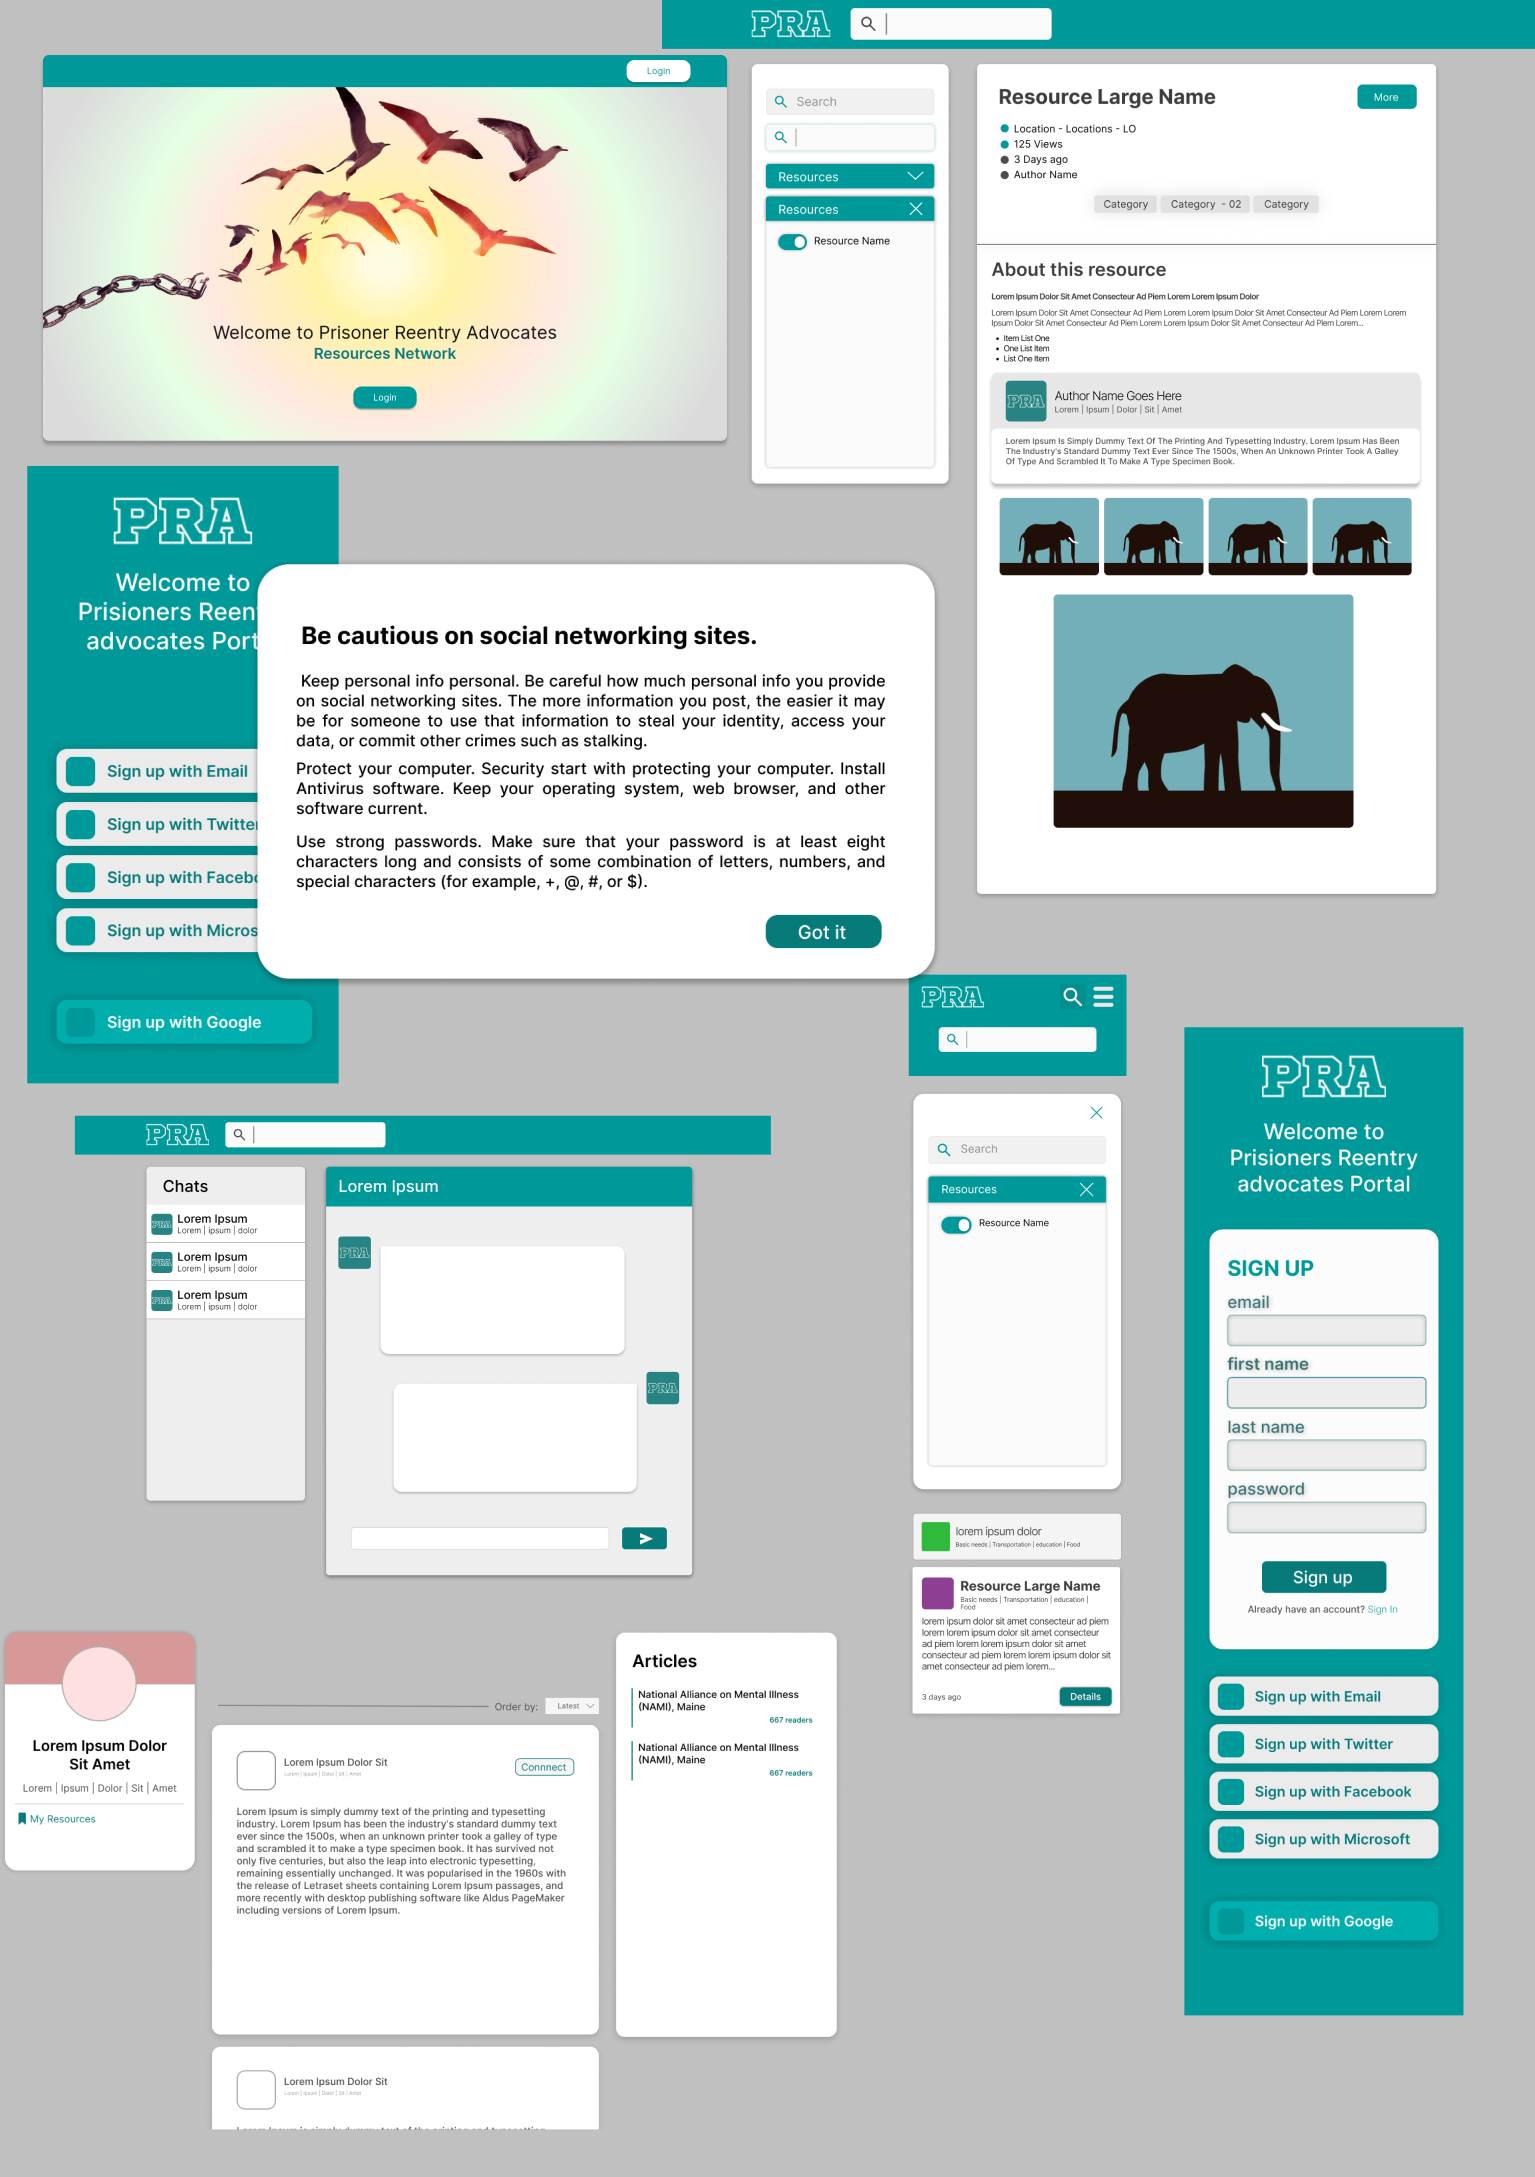 PRA
Login
Welcome to Prisoner Reentry Advocates
Resources Network
Login
Search
Resources
Resources
Resource Name
Resource Large Name
More
Location - Locations - LO
125 Views
3 Days ago
Author Name
Category
Category - 02
Category
About this resource
Lorem Ipsum Dolor Sit Amet Consecteur Ad Piem Lorem Lorem Ipsum Dolor
Lorem Ipsum Dolor Sit Amet Consecteur Ad Piem Lorem Lorem Ipsum Dolor Sit Amet Consecteur Ad Piem Lorem Lorem
Ipsum Dolor Sit Amet Consecteur Ad Piem Lorem Lorem Ipsum Dolor Sit Amet Consecteur Ad Piem Lorem...
• Item List One
• One List Item
• List One Item
PRA
Author Name Goes Here
Lorem | Ipsum | Dolor | Sit | Amet
Lorem Ipsum Is Simply Dummy Text Of The Printing And Typesetting Industry. Lorem Ipsum Has Been
The Industry's Standard Dummy Text Ever Since The 1500s, When An Unknown Printer Took A Galley
Of Type And Scrambled It To Make A Type Specimen Book.
PRA
Welcome to
Prisioners Reen
advocates Port
Sign up with Email
Sign up with Twitter
Sign up with Facebo
Sign up with Micros
Sign up with Google
Be cautious on social networking sites.
Keep personal info personal. Be careful how much personal info you provide
on social networking sites. The more information you post, the easier it may
be for someone to use that information to steal your identity, access your
data, or commit other crimes such as stalking.
Protect your computer. Security start with protecting your computer. Install
Antivirus software. Keep your operating system, web browser, and other
software current.
Use strong passwords. Make sure that your password is at least eight
characters long and consists of some combination of letters, numbers, and
special characters (for example, +, @, #, or $).
Got it
PRA
Search
Resources
Resource Name
lorem ipsum dolor
Basic needs | Transportation | education | Food
Resource Large Name
Basic needs | Transportation | education |
Food
lorem ipsum dolor sit amet consecteur ad piem
lorem lorem ipsum dolor sit amet consecteur
ad piem lorem lorem ipsum dolor sit amet
consecteur ad piem lorem lorem ipsum dolor sit
amet consecteur ad piem lorem...
3 days ago
Details
PRA
Welcome to
Prisioners Reentry
advocates Portal
SIGN UP
email
first name
last name
password
Sign up
Already have an account? Sign In
Sign up with Email
Sign up with Twitter
Sign up with Facebook
Sign up with Microsoft
Sign up with Google
PRA
Chats
PRA
Lorem Ipsum
Lorem | ipsum | dolor
PRA
Lorem Ipsum
Lorem | ipsum | dolor
PRA
Lorem Ipsum
Lorem | ipsum | dolor
Lorem Ipsum
PRA
PRA
Lorem Ipsum Dolor
Sit Amet
Lorem | Ipsum | Dolor | Sit | Amet
My Resources
Order by:
Latest
Lorem Ipsum Dolor Sit
Lorem | Ipsum | Dolor | Sit | Amet
Connnect
Lorem Ipsum is simply dummy text of the printing and typesetting
industry. Lorem Ipsum has been the industry's standard dummy text
ever since the 1500s, when an unknown printer took a galley of type
and scrambled it to make a type specimen book. It has survived not
only five centuries, but also the leap into electronic typesetting,
remaining essentially unchanged. It was popularised in the 1960s with
the release of Letraset sheets containing Lorem Ipsum passages, and
more recently with desktop publishing software like Aldus PageMaker
including versions of Lorem Ipsum.
Lorem Ipsum Dolor Sit
Lorem | Ipsum | Dolor | Sit | Amet
Lorem Ipsum is simply dummy text of the printing and typesetting
Articles
National Alliance on Mental Illness
(NAMI), Maine
667 readers
National Alliance on Mental Illness
(NAMI), Maine
667 readers